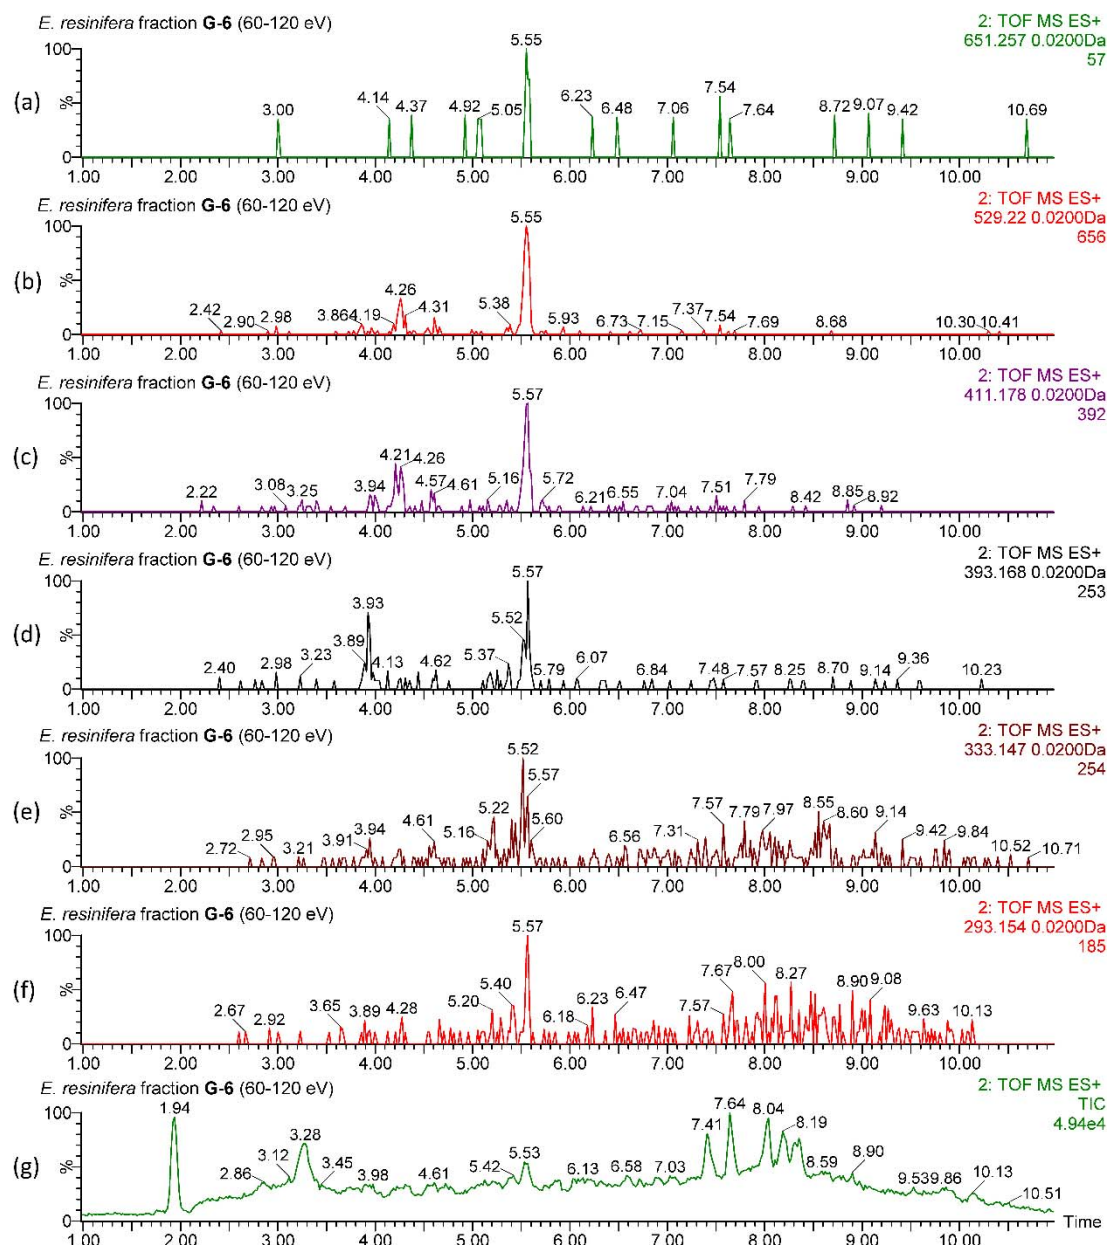 E. resinifera fraction G-6 (60-120 eV)
2: TOF MS ES+
651.257 0.0200Da
57
(a)
100
%
0
3.00 4.14 4.37 4.92 5.05 5.55 6.23 6.48 7.06 7.54 7.64 8.72 9.07 9.42 10.69
1.00 2.00 3.00 4.00 5.00 6.00 7.00 8.00 9.00 10.00
E. resinifera fraction G-6 (60-120 eV)
2: TOF MS ES+
529.22 0.0200Da
656
(b)
100
%
0
2.42 2.90 2.98 3.86 4.19 4.26 4.31 5.38 5.55 5.93 6.73 7.15 7.37 7.54 7.69 8.68 10.30 10.41
1.00 2.00 3.00 4.00 5.00 6.00 7.00 8.00 9.00 10.00
E. resinifera fraction G-6 (60-120 eV)
2: TOF MS ES+
411.178 0.0200Da
392
(c)
100
%
0
2.22 3.08 3.25 3.94 4.21 4.26 4.57 4.61 5.16 5.57 5.72 6.21 6.55 7.04 7.51 7.79 8.42 8.85 8.92
1.00 2.00 3.00 4.00 5.00 6.00 7.00 8.00 9.00 10.00
E. resinifera fraction G-6 (60-120 eV)
2: TOF MS ES+
393.168 0.0200Da
253
(d)
100
%
0
2.40 2.98 3.23 3.89 3.93 4.13 4.62 5.37 5.52 5.57 5.79 6.07 6.84 7.48 7.57 8.25 8.70 9.14 9.36 10.23
1.00 2.00 3.00 4.00 5.00 6.00 7.00 8.00 9.00 10.00
E. resinifera fraction G-6 (60-120 eV)
2: TOF MS ES+
333.147 0.0200Da
254
(e)
100
%
0
2.72 2.95 3.21 3.91 3.94 4.61 5.16 5.22 5.52 5.57 5.60 6.56 7.31 7.57 7.79 7.97 8.55 8.60 9.14 9.42 9.84 10.52 10.71
1.00 2.00 3.00 4.00 5.00 6.00 7.00 8.00 9.00 10.00
E. resinifera fraction G-6 (60-120 eV)
2: TOF MS ES+
293.154 0.0200Da
185
(f)
100
%
0
2.67 2.92 3.65 3.89 4.28 5.20 5.40 5.57 6.18 6.23 6.47 7.57 7.67 8.00 8.27 8.90 9.08 9.63 10.13
1.00 2.00 3.00 4.00 5.00 6.00 7.00 8.00 9.00 10.00
E. resinifera fraction G-6 (60-120 eV)
2: TOF MS ES+
TIC
4.94e4
(g)
100
%
0
1.94 2.86 3.12 3.28 3.45 3.98 4.61 5.42 5.53 6.13 6.58 7.03 7.41 7.64 8.04 8.19 8.59 8.90 9.53 9.86 10.13 10.51
1.00 2.00 3.00 4.00 5.00 6.00 7.00 8.00 9.00 10.00
Time